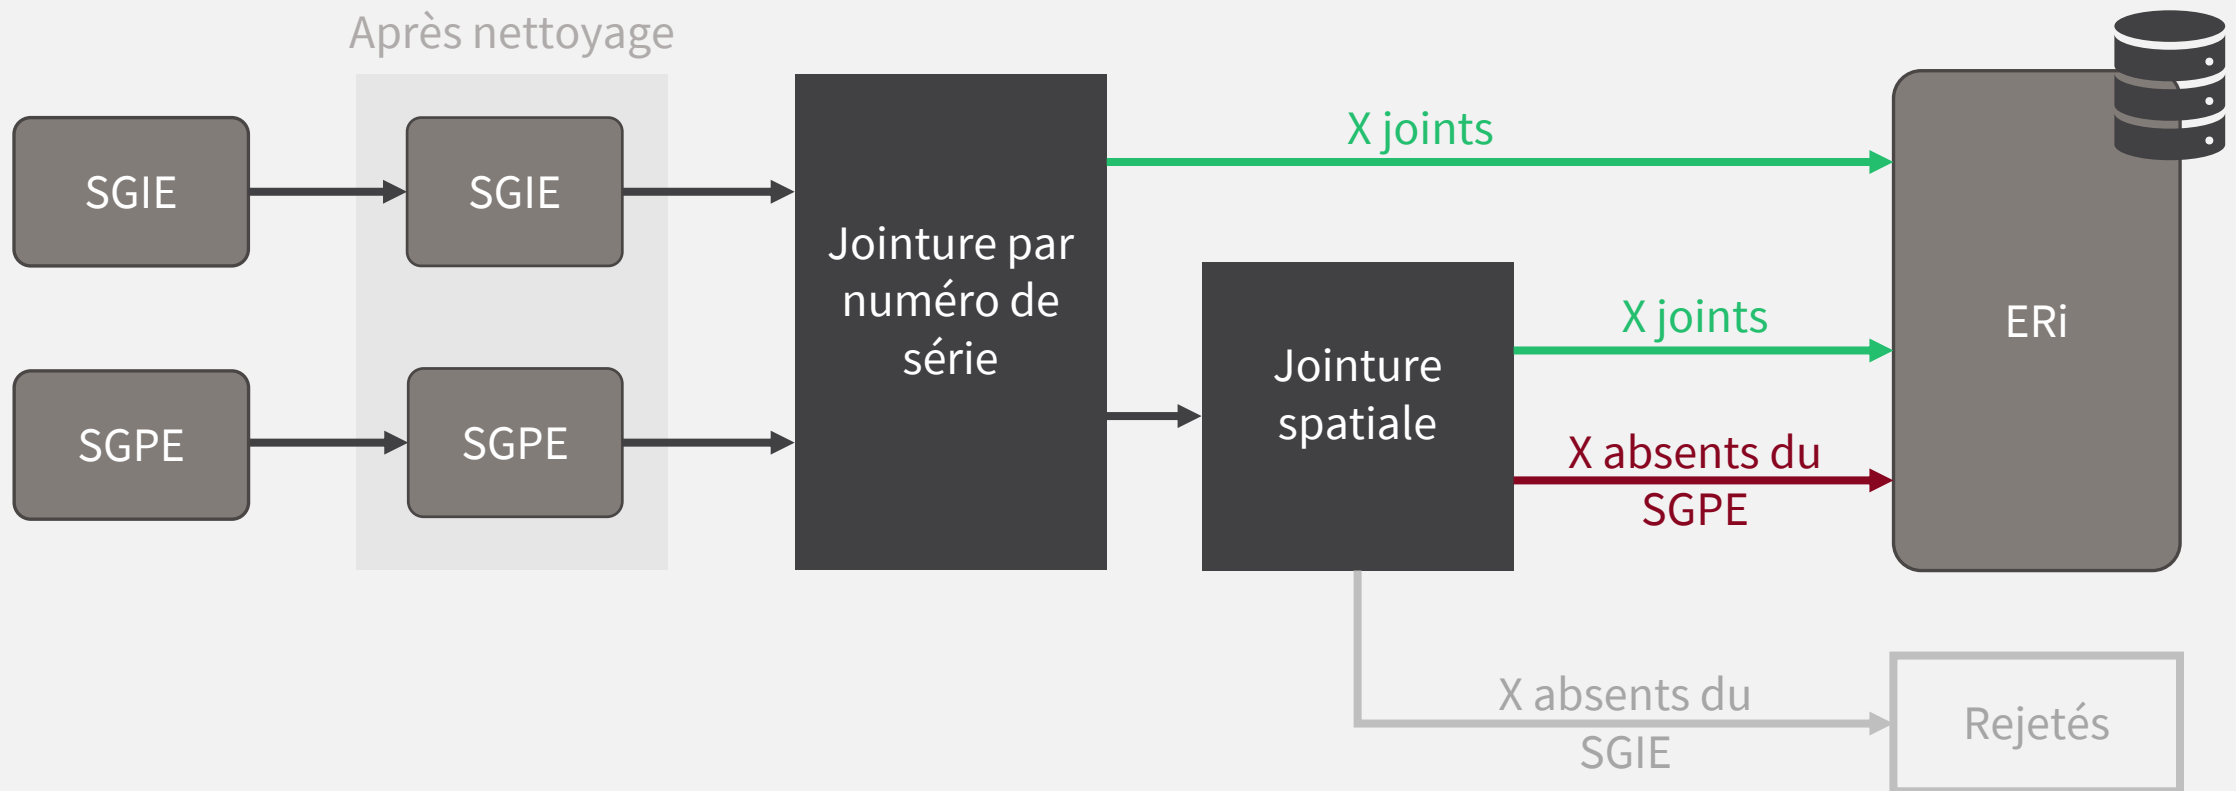 Après nettoyage
SGIE
SGIE
SGPE
SGPE
Jointure par
numéro de
série
X joints
Jointure
spatiale
X joints
X absents du
SGPE
ERi
X absents du
SGIE
Rejetés